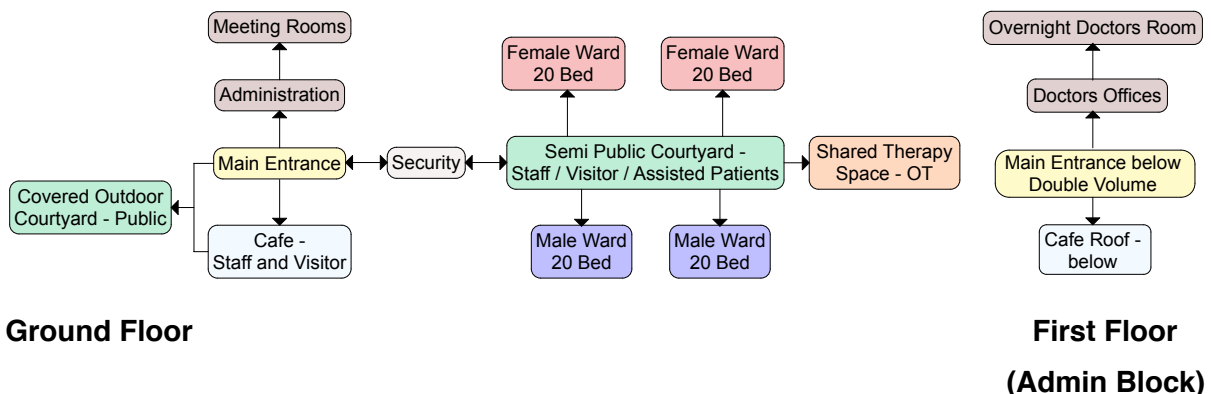 Meeting Rooms
Administration
Main Entrance
Covered Outdoor
Courtyard - Public
Cafe -
Staff and Visitor
Security
Female Ward
20 Bed
Female Ward
20 Bed
Semi Public Courtyard -
Staff / Visitor / Assisted Patients
Shared Therapy
Space - OT
Male Ward
20 Bed
Male Ward
20 Bed
Ground Floor
Overnight Doctors Room
Doctors Offices
Main Entrance below
Double Volume
Cafe Roof -
below
First Floor
(Admin Block)